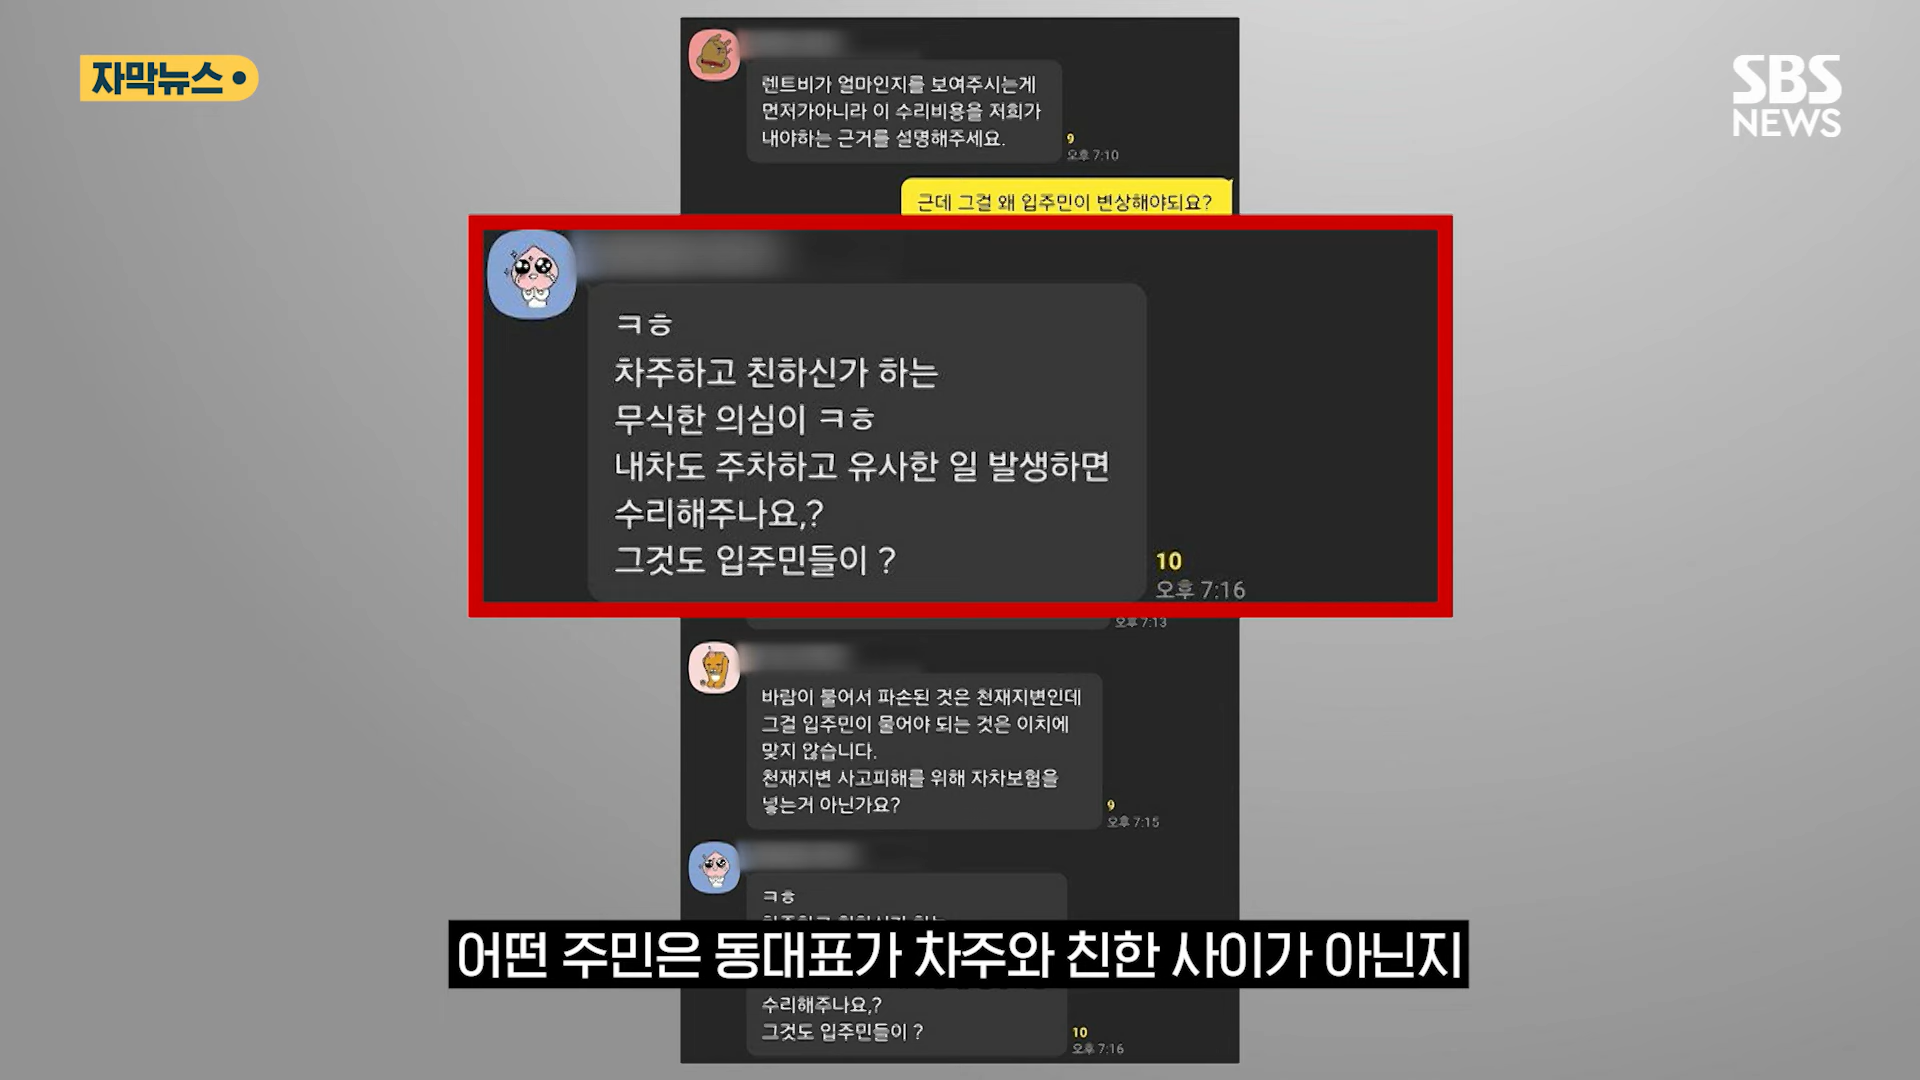 자막뉴스
SBS
NEWS
렌트비가 얼마인지를 보여주시는게
먼저가아니라 이 수리비용을 저희가
내야하는 근거를 설명해주세요.
9
오후 7:10
근데 그걸 왜 입주민이 변상해야되요?
ㅋㅎ
차주하고 친하신가 하는
무식한 의심이 ㅋㅎ
내차도 주차하고 유사한 일 발생하면
수리해주나요,?
그것도 입주민들이 ?
10
오후 7:16
오후 7:13
바람이 불어서 파손된 것은 천재지변인데
그걸 입주민이 물어야 되는 것은 이치에
맞지 않습니다.
천재지변 사고피해를 위해 자차보험을
넣는거 아닌가요?
9
오후 7:15
ㅋㅎ
어떤 주민은 동대표가 차주와 친한 사이가 아닌지
수리해주나요,?
그것도 입주민들이 ?
10
오후 7:16